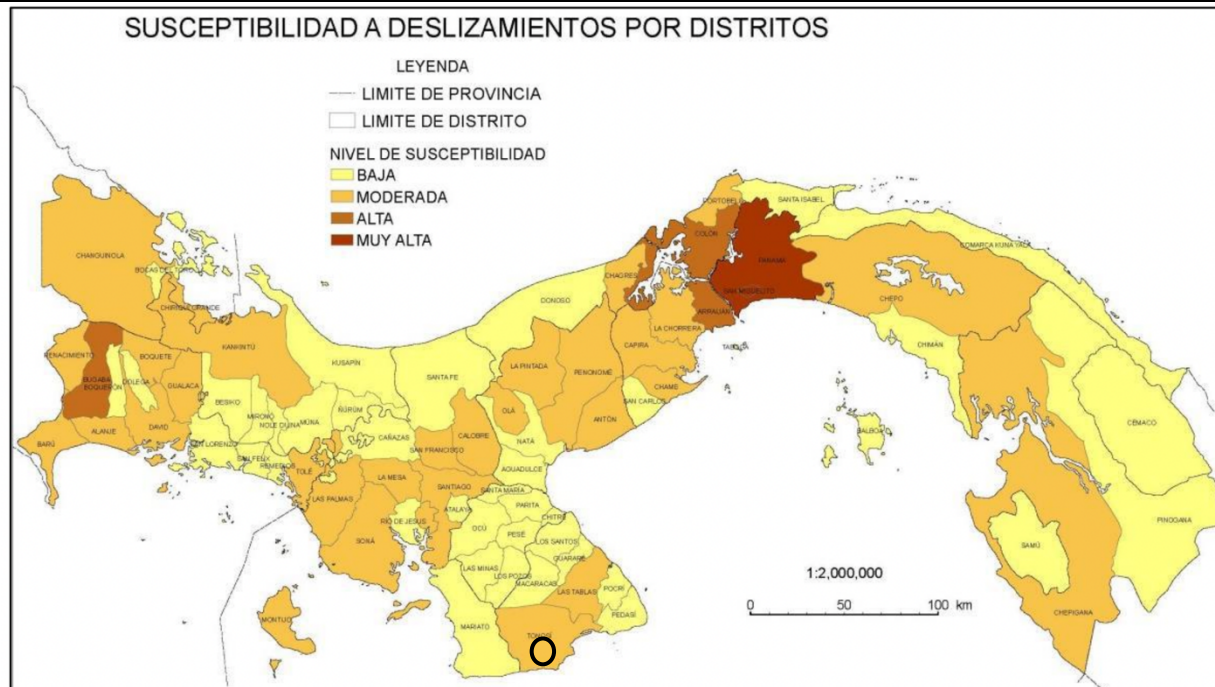 SUSCEPTIBILIDAD A DESLIZAMIENTOS POR DISTRITOS
LEYENDA
LIMITE DE PROVINCIA
LIMITE DE DISTRITO
NIVEL DE SUSCEPTIBILIDAD
BAJA
MODERADA
ALTA
MUY ALTA
PORTOBELO
SANTA ISABEL
COLÓN
COMARCA KUNA YALA
CHANGUINOLA
BOCAS DEL TORO
CHAGRES
PANAMÁ
SAN MIGUELITO
CHEPO
DONOSO
CHIRIQUÍ GRANDE
ARRAIJÁN
LA CHORRERA
KANKINTÚ
CAPIRA
TABOGA
CHIMÁN
RENACIMIENTO
BOQUETE
KUSAPÍN
LA PINTADA
PENONOMÉ
SANTA FE
BUGABA
BOQUERÓN
DOLEGA
GUALACA
CHAME
SAN CARLOS
BESIKO
MIRONÓ
NOLE DUIMA
MÜNA
ÑÜRÜM
OLÁ
ANTÓN
CÉMACO
ALANJE
DAVID
CAÑAZAS
CALOBRE
NATÁ
BALBOA
BARÚ
SAN LORENZO
SAN FELIX
REMEDIOS
SAN FRANCISCO
AGUADULCE
TOLÉ
LA MESA
SANTIAGO
SANTA MARÍA
LAS PALMAS
ATALAYA
PARITA
CHITRÉ
RIO DE JESUS
OCÚ
PESÉ
LOS SANTOS
PINOGANA
SONÁ
GUARARÉ
SAMBÚ
LAS MINAS
LOS POZOS
MACARACAS
LAS TABLAS
POCRÍ
1:2,000,000
0 50 100 km
PEDASÍ
CHEPIGANA
MONTIJO
MARIATO
TONOSÍ